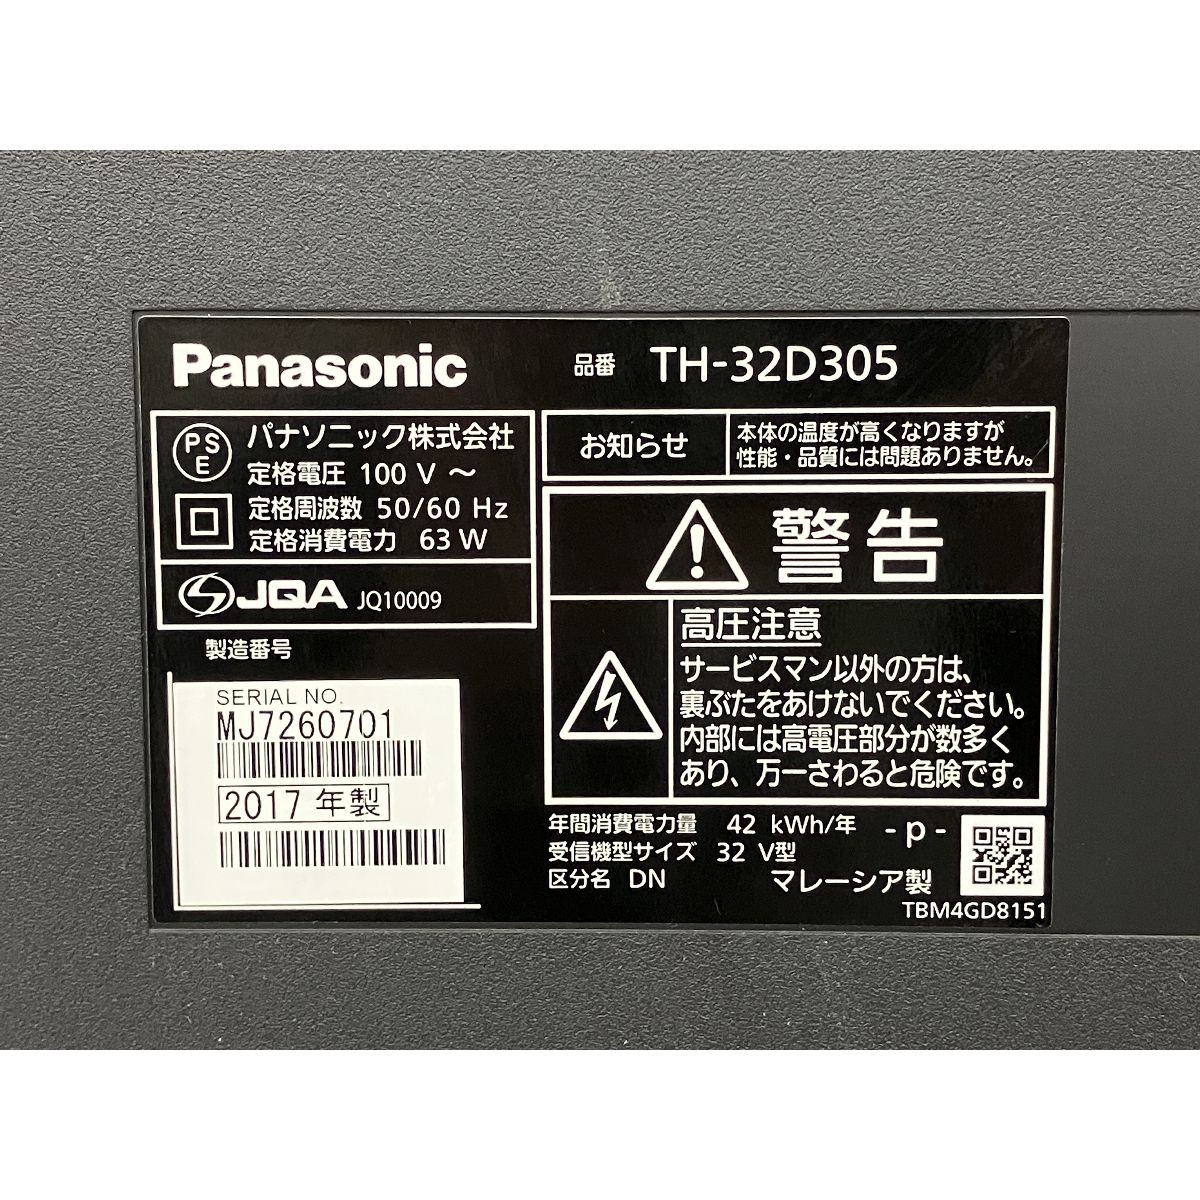 Panasonic
品番 TH-32D305
PS
E
パナソニック株式会社
定格電圧 100 V ～
定格周波数 50/60 Hz
定格消費電力 63 W
JQA JQ10009
製造番号
SERIAL NO.
MJ7260701
2017 年製
お知らせ
本体の温度が高くなりますが
性能・品質には問題ありません。
警告
高圧注意
サービスマン以外の方は、
裏ぶたをあけないでください。
内部には高電圧部分が数多く
あり、万一さわると危険です。
年間消費電力量 42 kWh/年 - p -
受信機型サイズ 32 V型
区分名 DN マレーシア製
TBM4GD8151